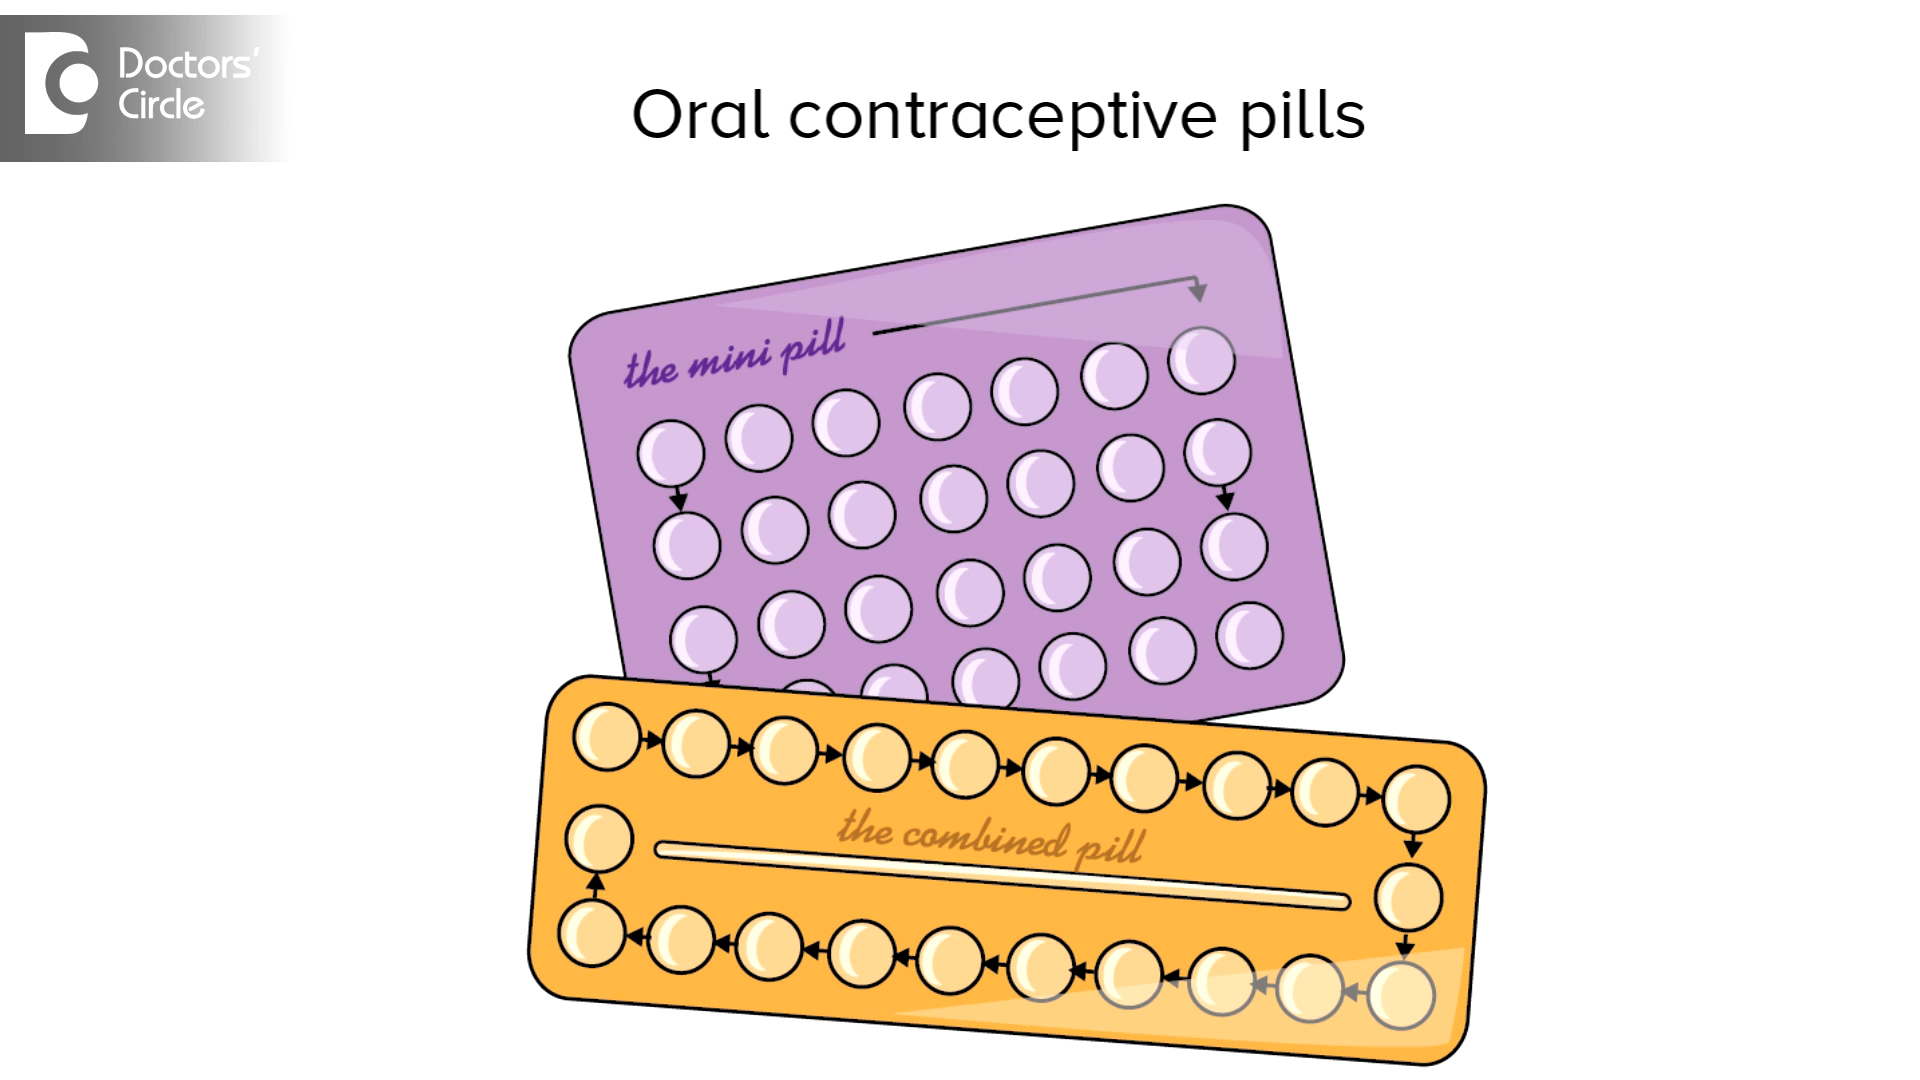 Doctors'
Circle
Oral contraceptive pills
the mini pill
the combined pill